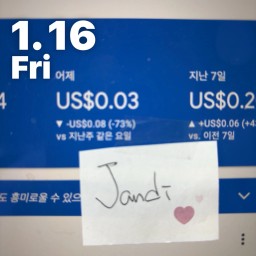 1.16
Fri
어제
US$0.03
▼ -US$0.08 (-73%)
vs 지난주 같은 요일
지난 7일
US$0.2
▲ +US$0.06 (+4
vs. 이전 7일
4
도 흥미로울 수 있으
Jandi